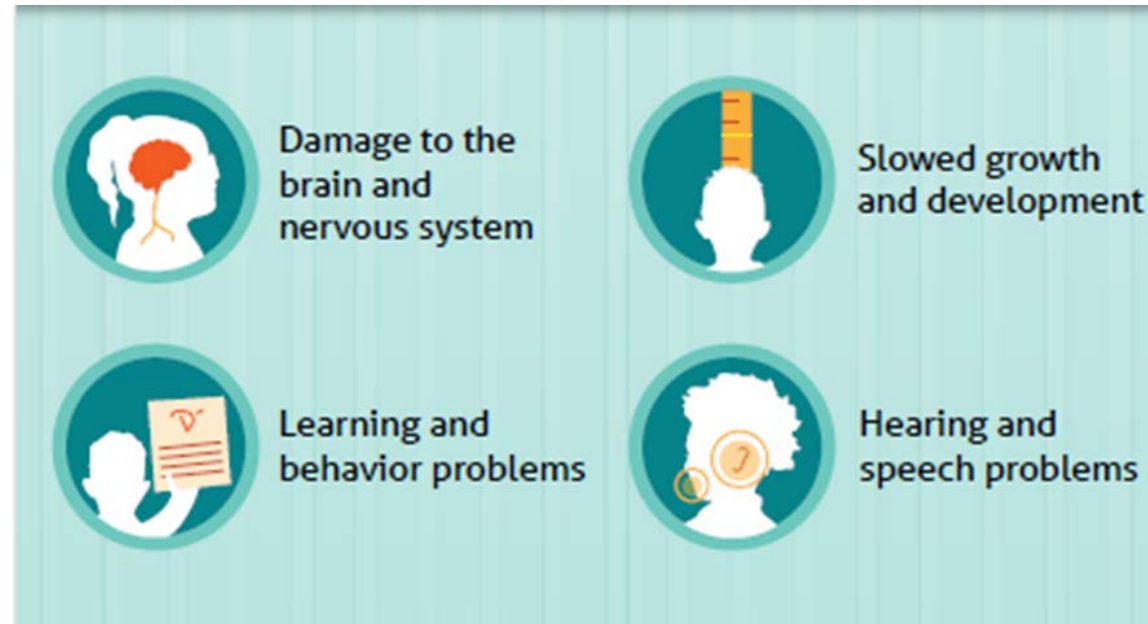 Damage to the
brain and
nervous system
Slowed growth
and development
D-
Learning and
behavior problems
Hearing and
speech problems